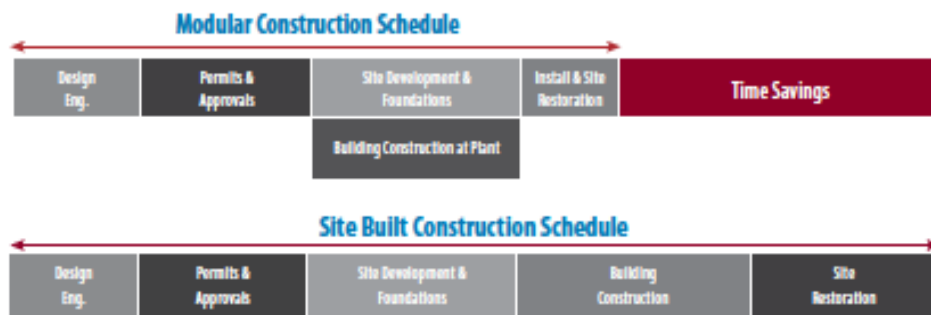 Modular Construction Schedule
Design
Eng.
Permits &
Approvals
Site Development &
Foundations
Install & Site
Restoration
Time Savings
Building Construction at Plant
Site Built Construction Schedule
Design
Eng.
Permits &
Approvals
Site Development &
Foundations
Building
Construction
Site
Restoration